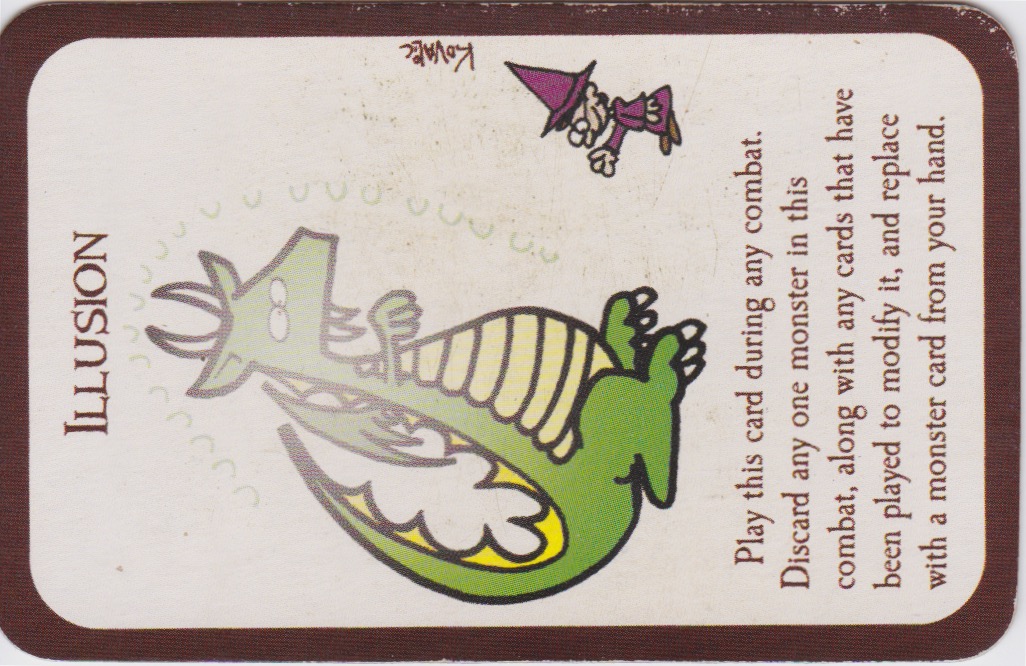 ILLUSION
KOVALIC
Play this card during any combat.
Discard any one monster in this
combat, along with any cards that have
been played to modify it, and replace
with a monster card from your hand.